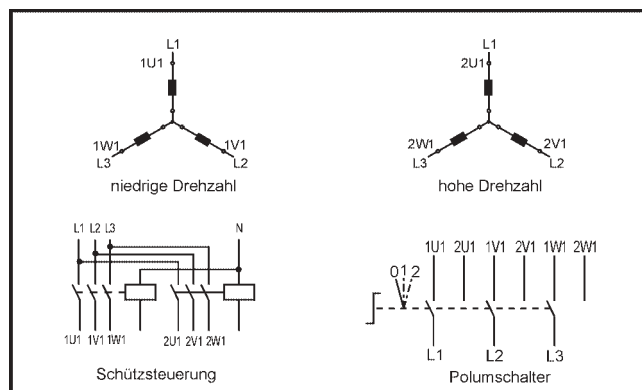 L1
1U1
1W1
1V1
L3
L2
niedrige Drehzahl
L1
2U1
2W1
2V1
L3
L2
hohe Drehzahl
L1 L2 L3 N
1U1 1V1 1W1 2U1 2V1 2W1
Schützsteuerung
1U1 2U1 1V1 2V1 1W1 2W1
0 1 2
L1 L2 L3
Polumschalter